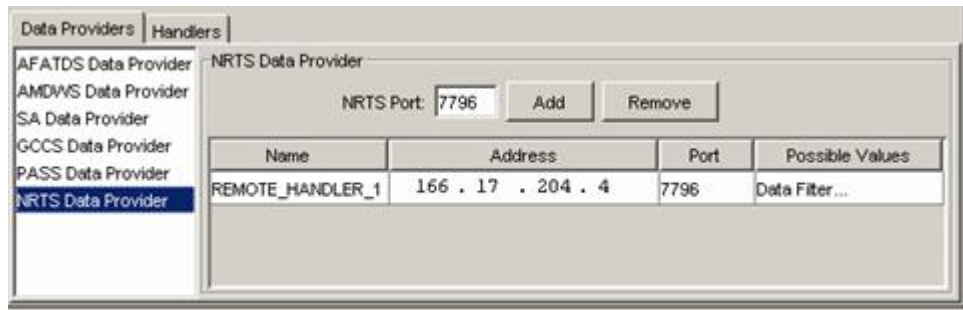 Data Providers Handlers
AFATDS Data Provider
AMDWS Data Provider
SA Data Provider
GCCS Data Provider
PASS Data Provider
NRTS Data Provider
NRTS Data Provider
NRTS Port: 7796 Add Remove
Name Address Port Possible Values
REMOTE_HANDLER_1 166 . 17 . 204 . 4 7796 Data Filter...